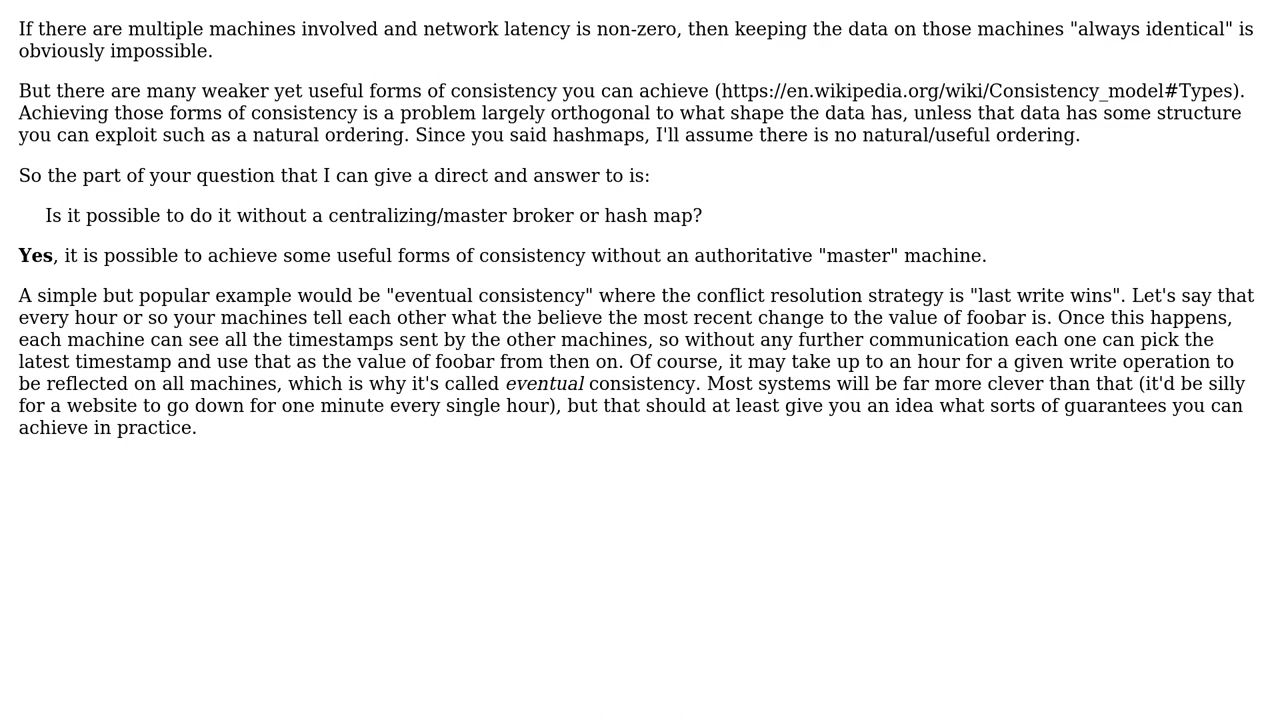 If there are multiple machines involved and network latency is non-zero, then keeping the data on those machines "always identical" is
obviously impossible.
But there are many weaker yet useful forms of consistency you can achieve (https://en.wikipedia.org/wiki/Consistency_model#Types).
Achieving those forms of consistency is a problem largely orthogonal to what shape the data has, unless that data has some structure
you can exploit such as a natural ordering. Since you said hashmaps, I'll assume there is no natural/useful ordering.
So the part of your question that I can give a direct and answer to is:
Is it possible to do it without a centralizing/master broker or hash map?
Yes, it is possible to achieve some useful forms of consistency without an authoritative "master" machine.
A simple but popular example would be "eventual consistency" where the conflict resolution strategy is "last write wins". Let's say that
every hour or so your machines tell each other what the believe the most recent change to the value of foobar is. Once this happens,
each machine can see all the timestamps sent by the other machines, so without any further communication each one can pick the
latest timestamp and use that as the value of foobar from then on. Of course, it may take up to an hour for a given write operation to
be reflected on all machines, which is why it's called eventual consistency. Most systems will be far more clever than that (it'd be silly
for a website to go down for one minute every single hour), but that should at least give you an idea what sorts of guarantees you can
achieve in practice.